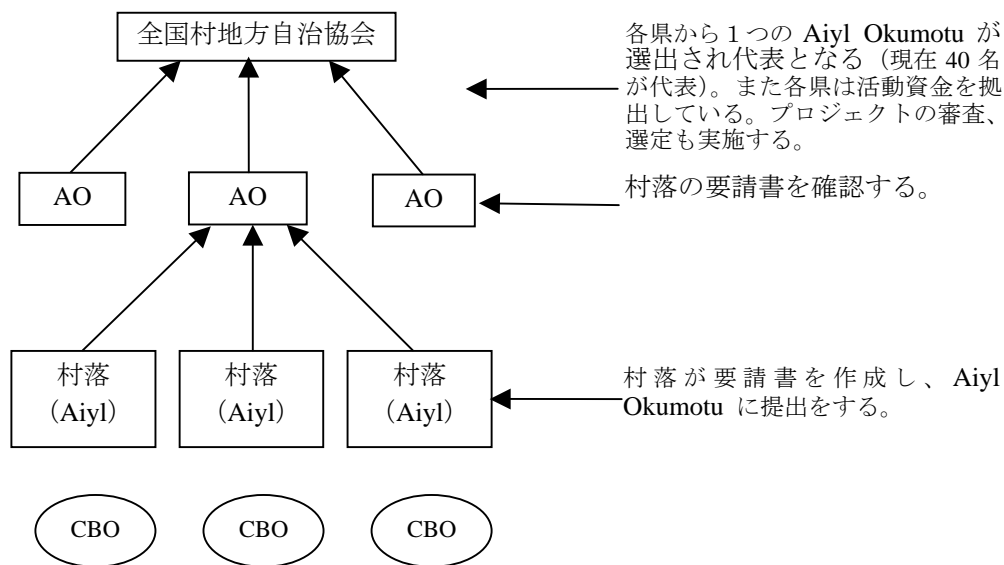 全国村地方自治協会
各県から１つの Aiyl Okumotu が
選出され代表となる（現在 40 名
が代表）。また各県は活動資金を拠
出している。プロジェクトの審査、
選定も実施する。
AO
AO
AO
村落の要請書を確認する。
村落
（Aiyl）
村落
（Aiyl）
村落
（Aiyl）
村落が要請書を作成し、Aiyl
Okumotu に提出をする。
CBO
CBO
CBO